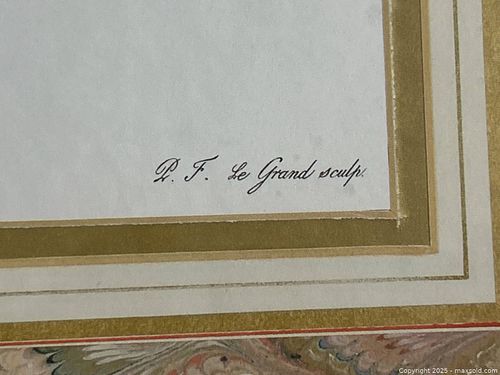 P. F. Le Grand sculp.
Copyright 2025 - maxsold.com